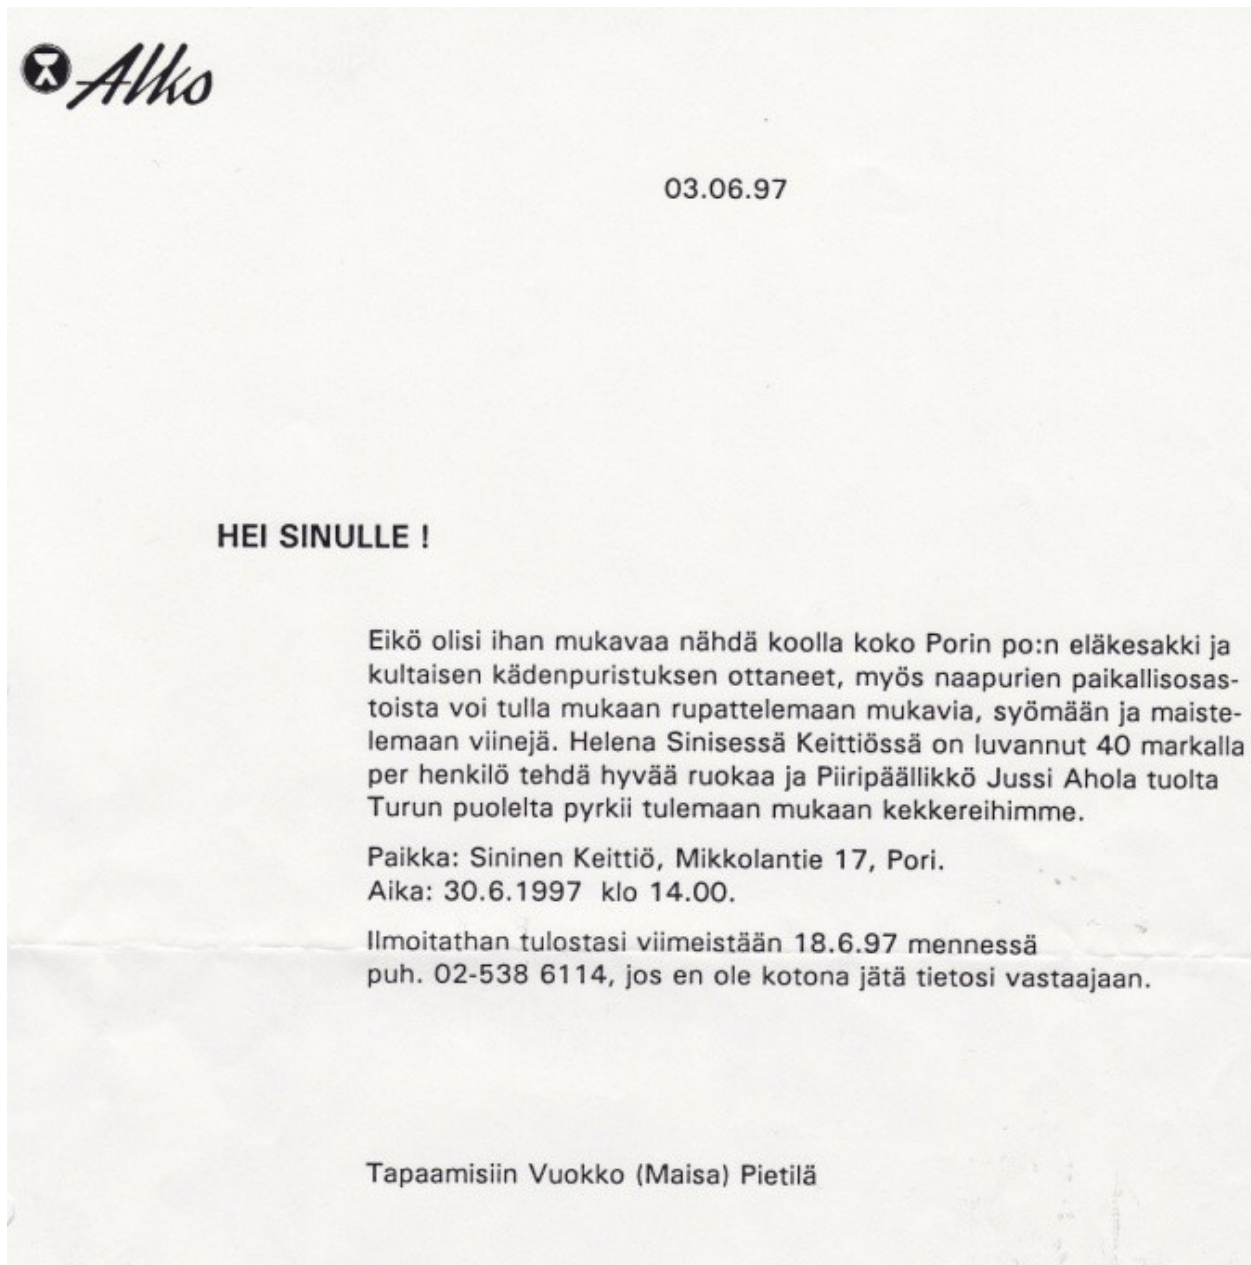 Alko
03.06.97
HEI SINULLE !
Eikö olisi ihan mukavaa nähdä koolla koko Porin po:n eläkesakki ja
kultaisen kädenpuristuksen ottaneet, myös naapurien paikallisosas-
toista voi tulla mukaan rupattelemaan mukavia, syömään ja maiste-
lemaan viinejä. Helena Sinisessä Keittiössä on luvannut 40 markalla
per henkilö tehdä hyvää ruokaa ja Piiripäällikkö Jussi Ahola tuolta
Turun puolelta pyrkii tulemaan mukaan kekkereihimme.
Paikka: Sininen Keittiö, Mikkolantie 17, Pori.
Aika: 30.6.1997 klo 14.00.
Ilmoitathan tulostasi viimeistään 18.6.97 mennessä
puh. 02-538 6114, jos en ole kotona jätä tietosi vastaajaan.
Tapaamisiin Vuokko (Maisa) Pietilä